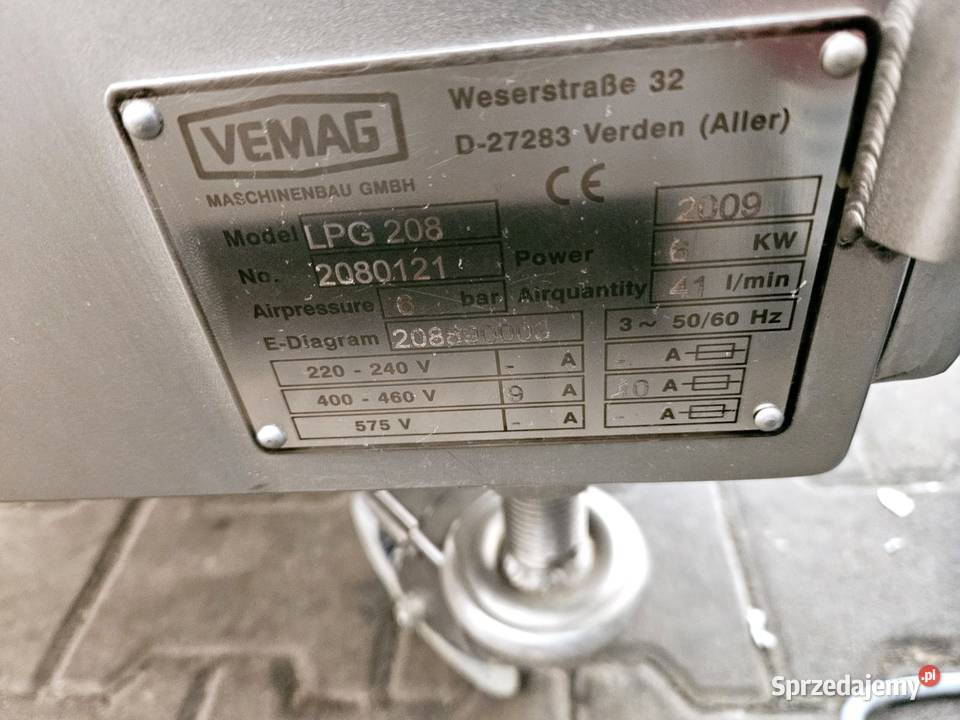 VEMAG
MASCHINENBAU GMBH
Weserstraße 32
D-27283 Verden (Aller)
CE
2009
Model LPG 208
Power 6 KW
No. 2080121
Airpressure 6 bar Airquantity 41 l/min
E-Diagram 3 ~ 50/60 Hz
220 - 240 V - A - A
400 - 460 V 9 A 10 A
575 V - A - A
Sprzedajemy.pl